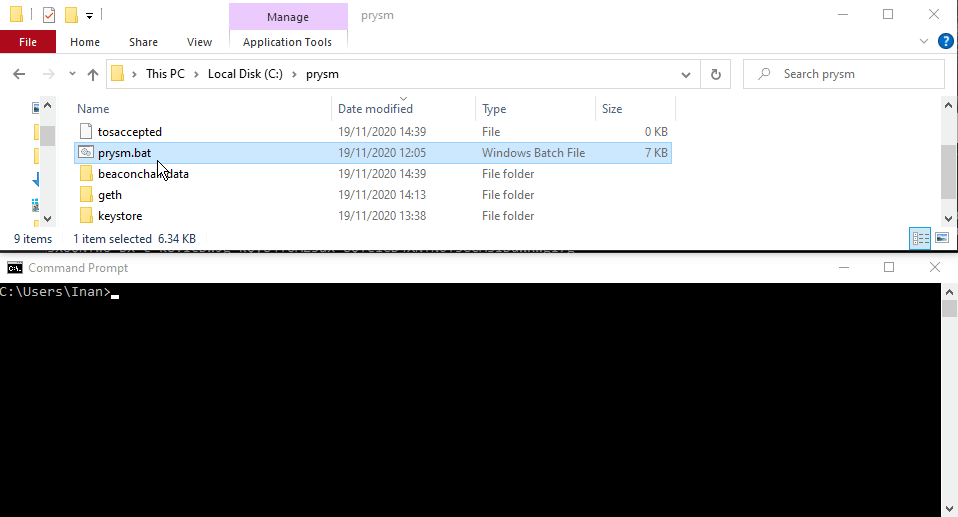 Manage
prysm
File
Home
Share
View
Application Tools
This PC
Local Disk (C:)
prysm
Search prysm
Name
Date modified
Type
Size
tosaccepted 19/11/2020 14:39 File 0 KB
prysm.bat 19/11/2020 12:05 Windows Batch File 7 KB
beaconchaindata 19/11/2020 14:39 File folder
geth 19/11/2020 14:13 File folder
keystore 19/11/2020 13:38 File folder
9 items 1 item selected 6.34 KB
C:\. Command Prompt
C:\Users\Inan>